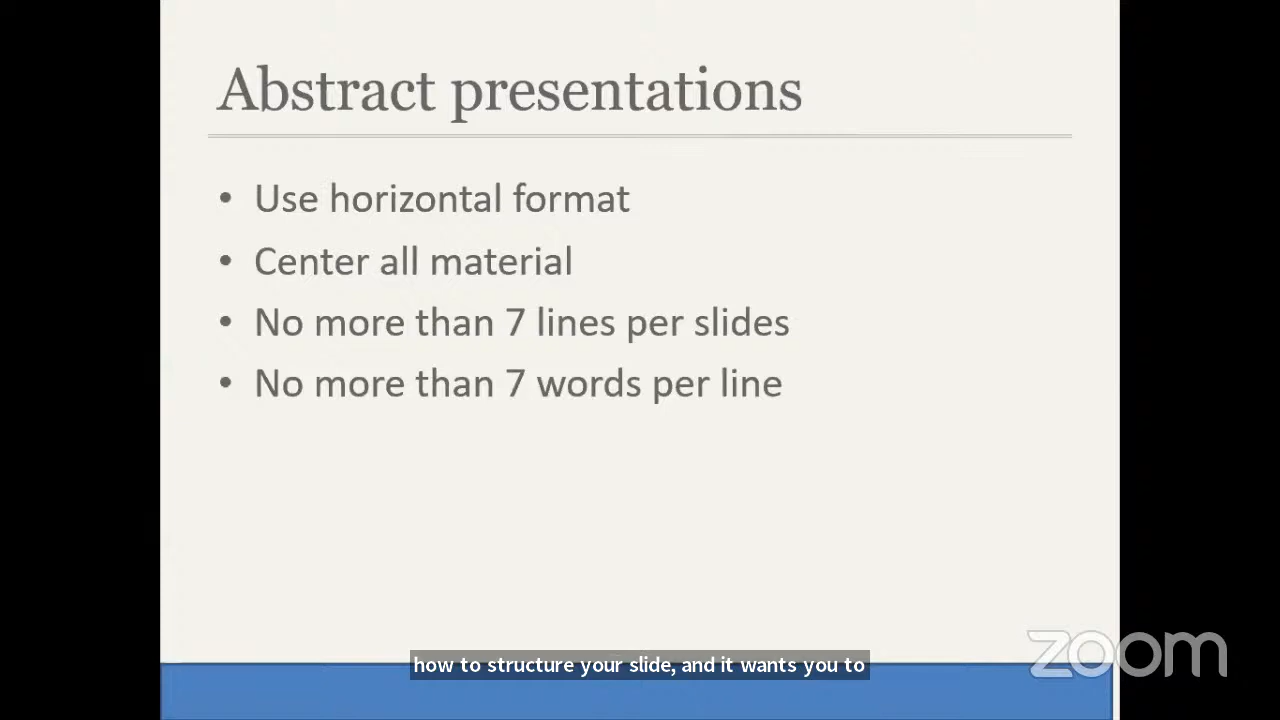 Abstract presentations
• Use horizontal format
• Center all material
• No more than 7 lines per slides
• No more than 7 words per line
how to structure your slide, and it wants you to
zoom